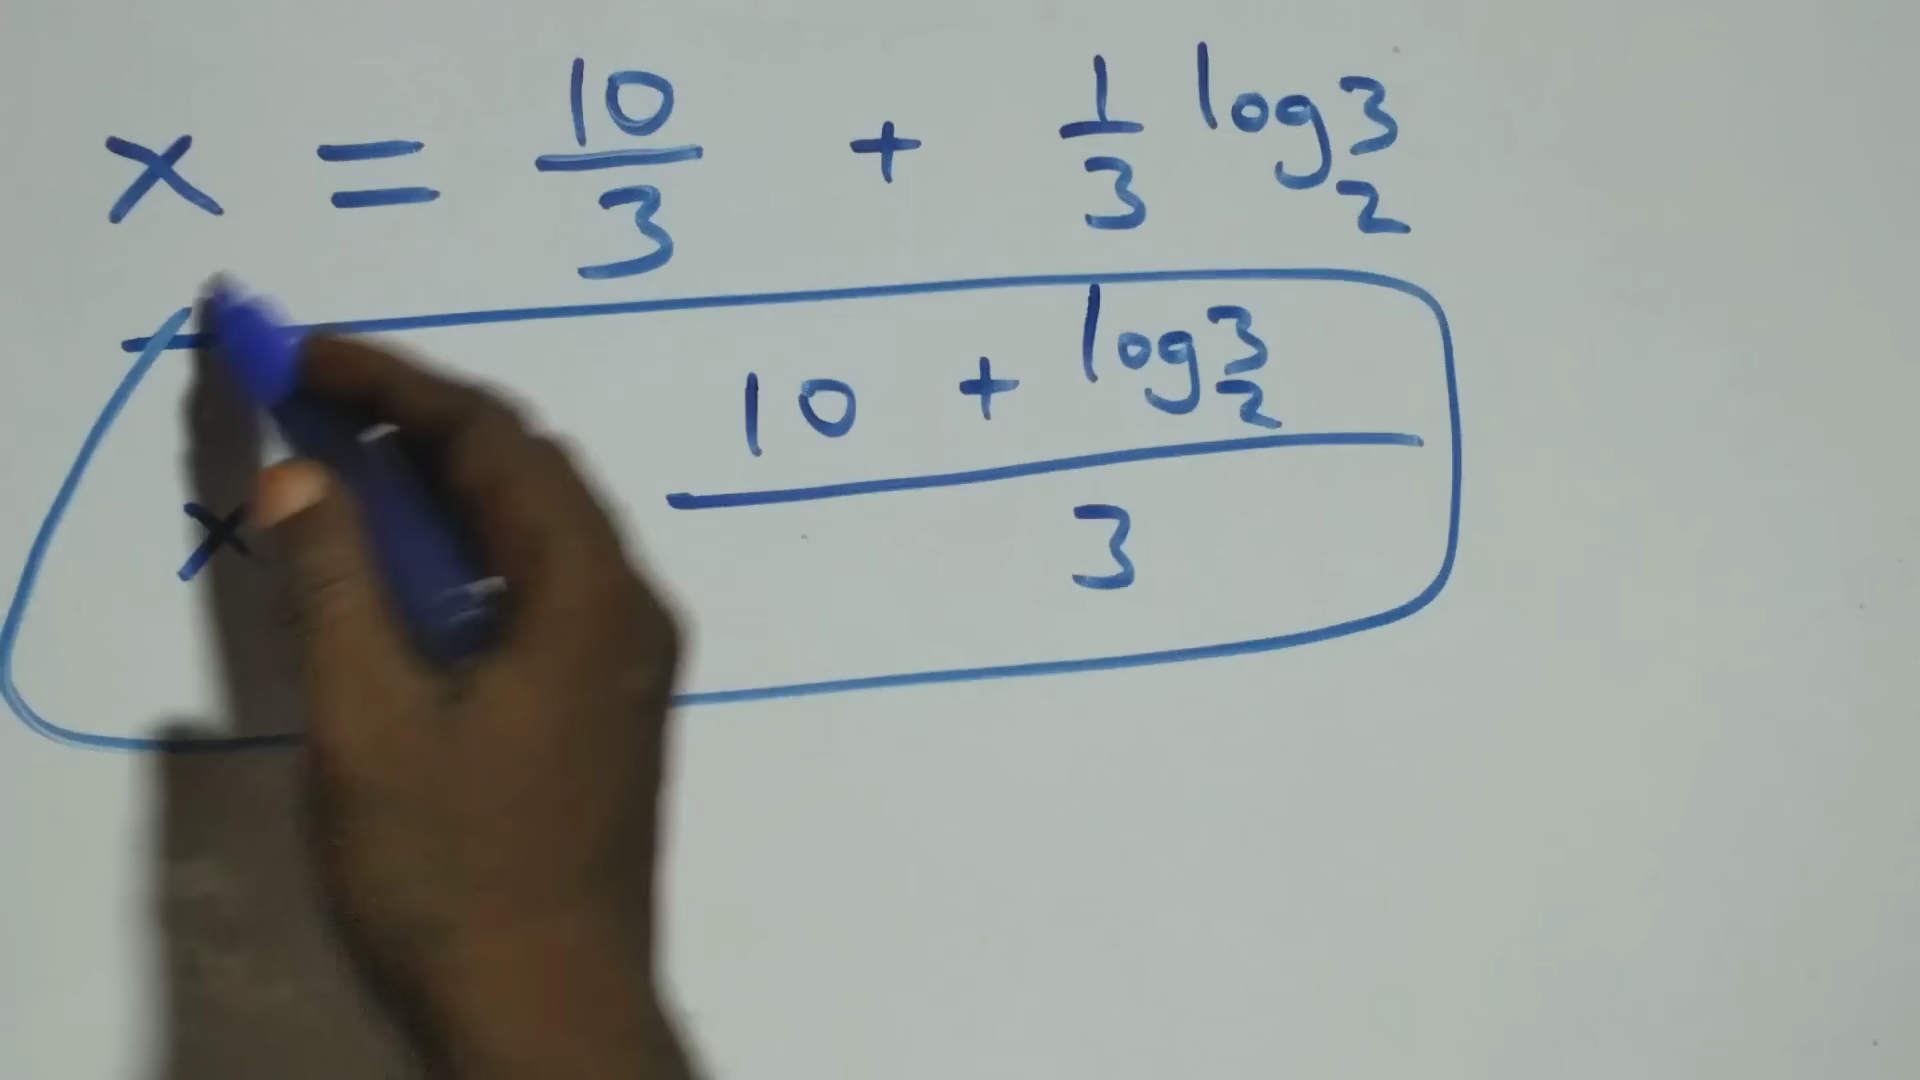 x = 10/3 + 1/3 log₂3
x (10 + log₂3)/3